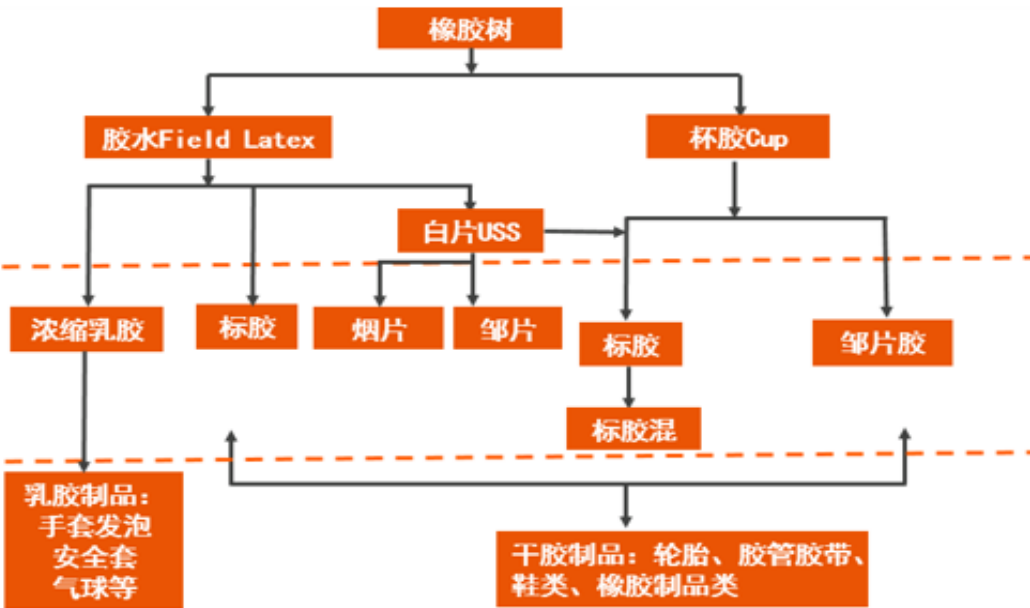 橡胶树
胶水Field Latex
杯胶Cup
白片USS
浓缩乳胶
标胶
烟片
邹片
标胶
邹片胶
标胶混
乳胶制品：
手套发泡
安全套
气球等
干胶制品：轮胎、胶管胶带、
鞋类、橡胶制品类